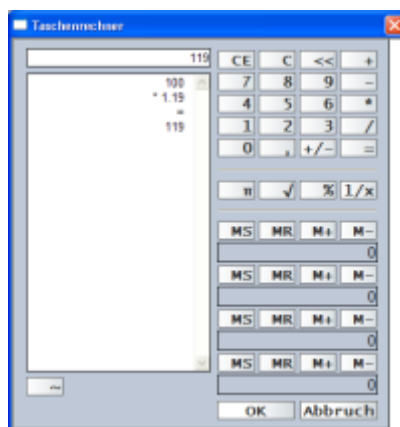 Taschenrechner
119
CE C << +
100
* 1.19
=
119
7 8 9 -
4 5 6 *
1 2 3 /
0 , +/- =
π √ % 1/x
MS MR M+ M-
0
MS MR M+ M-
0
MS MR M+ M-
0
MS MR M+ M-
0
OK Abbruch